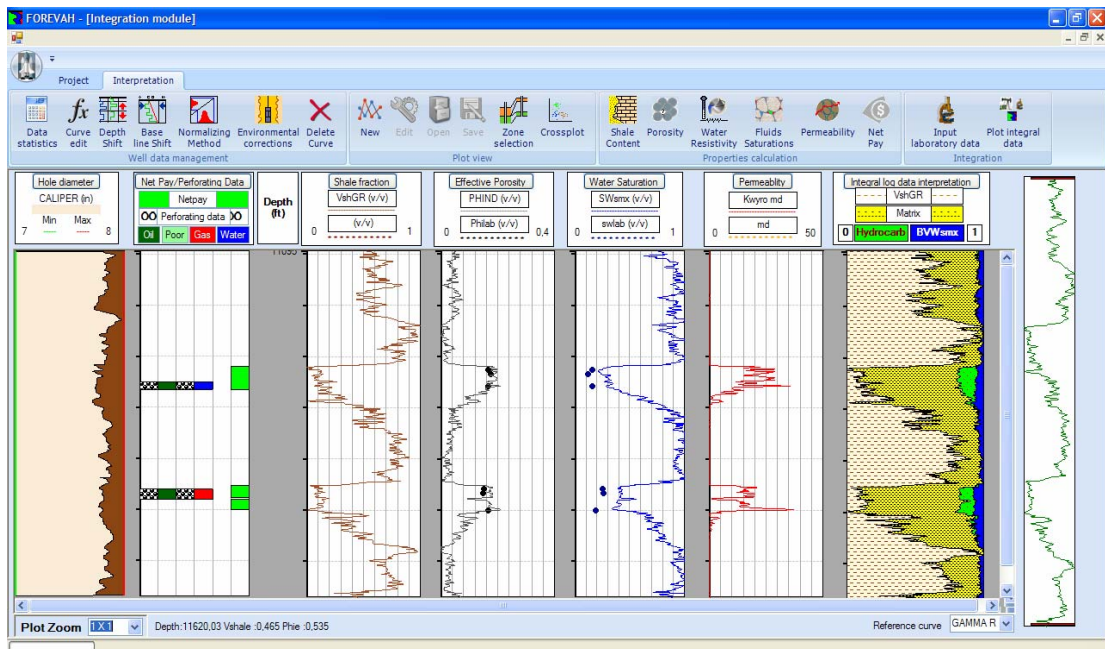 FOREVAH - [Integration module]
Project Interpretation
Data statistics Curve edit Depth Shift Base line Shift Normalizing Method Environmental corrections Delete Curve New Edit Open Save Zone selection Crossplot Shale Content Porosity Water Resistivity Fluids Saturations Permeability Net Pay Input laboratory data Plot integral data
Well data management Plot view Properties calculation Integration
Hole diameter
CALIPER (in)
Min Max
7 8
Net Pay/Perforating Data
Netpay
Perforating data
Oil Poor Gas Water
Depth
(ft)
Shale fraction
VshGR (v/v)
(v/v)
0 1
Effective Porosity
PHIND (v/v)
Philab (v/v)
0 0,4
Water Saturation
SWsmx (v/v)
swlab (v/v)
0 1
Permeablity
Kwyro md
md
0 50
Integral log data interpretation
VshGR
Matrix
0 Hydrocarb BVWsmx 1
Plot Zoom 1X1 Depth:11620,03 Vshale :0,465 Phie :0,535 Reference curve GAMMA R